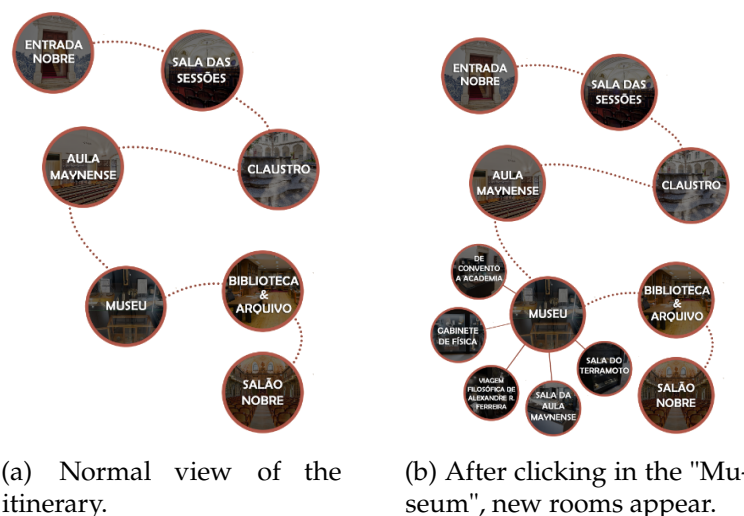 ENTRADA
NOBRE
SALA DAS
SESSÕES
CLAUSTRO
AULA
MAYNENSE
MUSEU
BIBLIOTECA
&
ARQUIVO
SALÃO
NOBRE
(a) Normal view of the
itinerary.
ENTRADA
NOBRE
SALA DAS
SESSÕES
CLAUSTRO
AULA
MAYNENSE
DE
CONVENTO
A ACADEMIA
MUSEU
BIBLIOTECA
&
ARQUIVO
GABINETE
DE FÍSICA
SALA DO
TERRAMOTO
VIAGEM
FILOSÓFICA DE
ALEXANDRE R.
FERREIRA
SALA DA
AULA
MAYNENSE
SALÃO
NOBRE
(b) After clicking in the "Mu-
seum", new rooms appear.